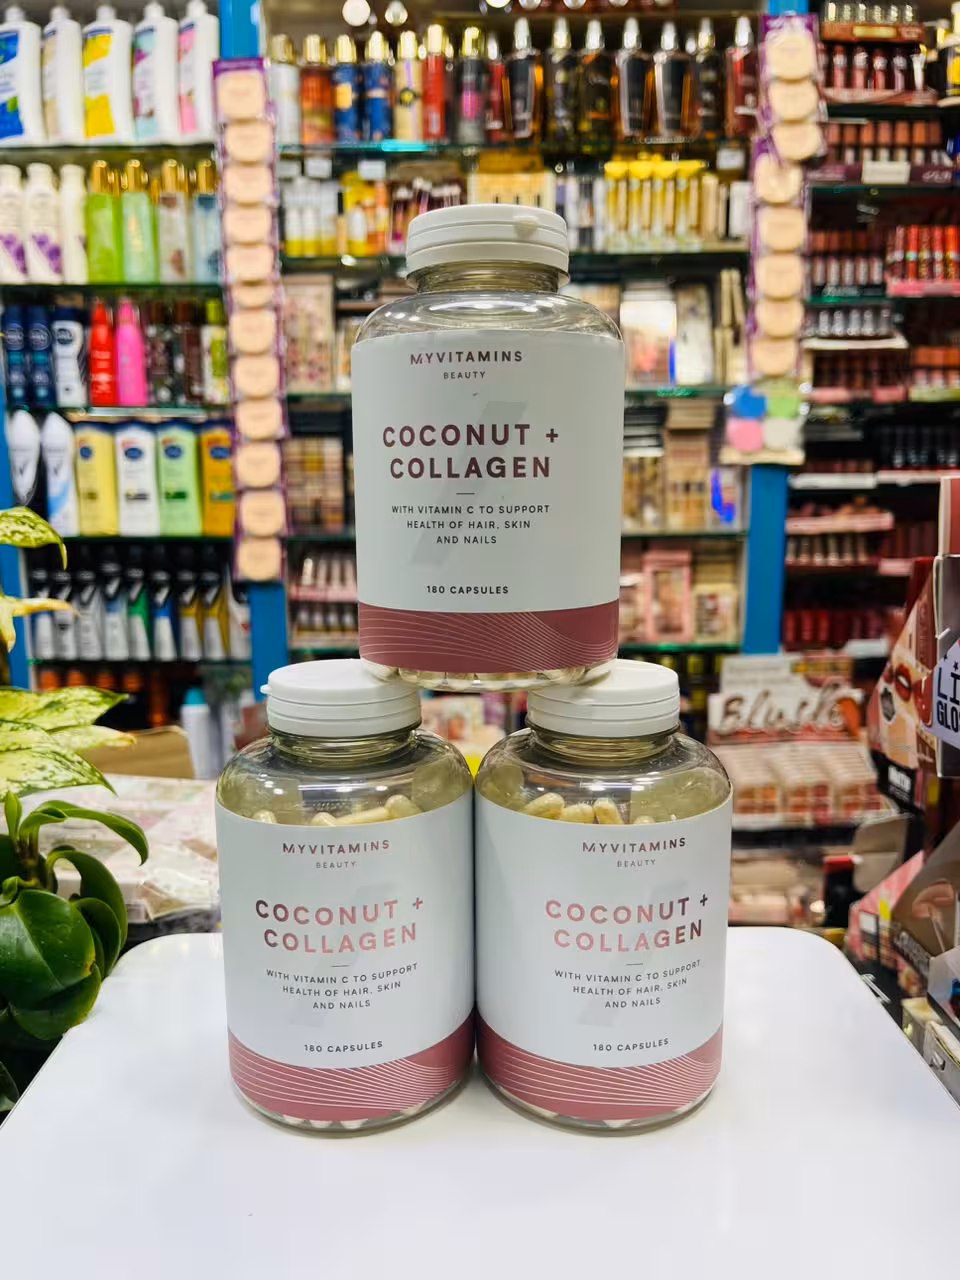 MYVITAMINS
BEAUTY
COCONUT +
COLLAGEN
WITH VITAMIN C TO SUPPORT
HEALTH OF HAIR, SKIN
AND NAILS
180 CAPSULES
MYVITAMINS
BEAUTY
COCONUT +
COLLAGEN
WITH VITAMIN C TO SUPPORT
HEALTH OF HAIR, SKIN
AND NAILS
180 CAPSULES
MYVITAMINS
BEAUTY
COCONUT +
COLLAGEN
WITH VITAMIN C TO SUPPORT
HEALTH OF HAIR, SKIN
AND NAILS
180 CAPSULES
Blush